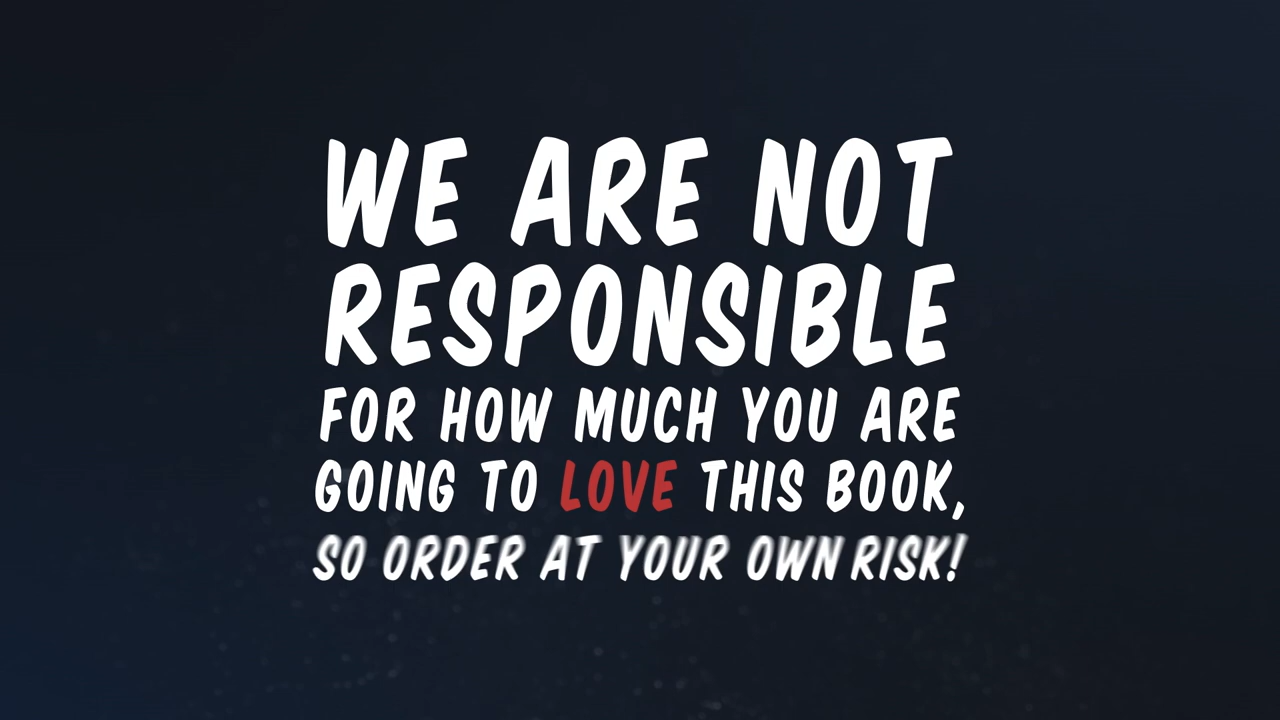 WE ARE NOT
RESPONSIBLE
FOR HOW MUCH YOU ARE
GOING TO LOVE THIS BOOK,
SO ORDER AT YOUR OWN RISK!